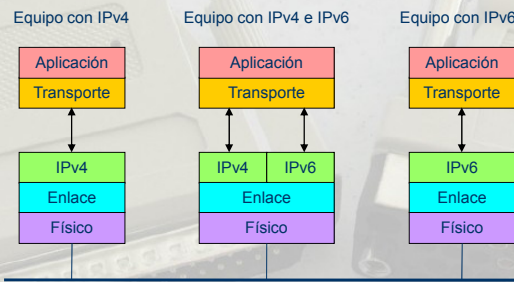 Equipo con IPv4
Equipo con IPv4 e IPv6
Equipo con IPv6
Aplicación
Transporte
IPv4
Enlace
Físico
Aplicación
Transporte
IPv4
IPv6
Enlace
Físico
Aplicación
Transporte
IPv6
Enlace
Físico